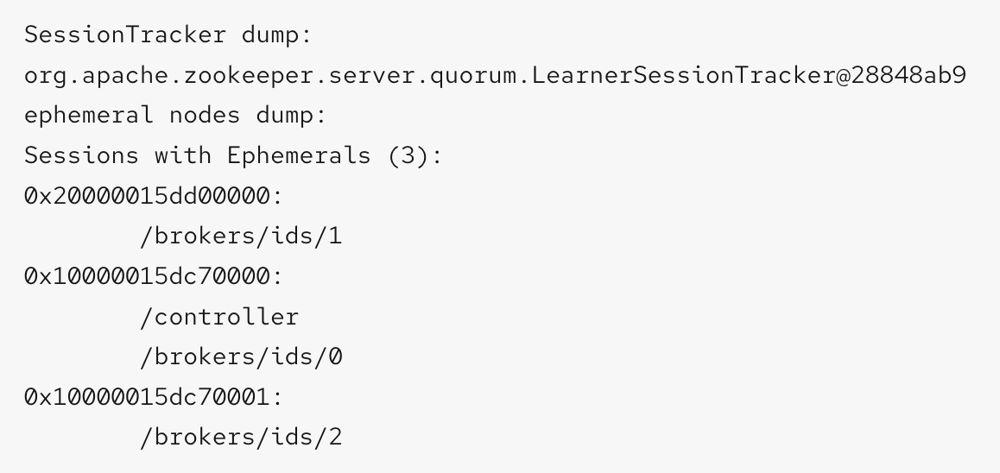 SessionTracker dump:
org.apache.zookeeper.server.quorum.LearnerSessionTracker@28848ab9
ephemeral nodes dump:
Sessions with Ephemerals (3):
0x20000015dd00000:
        /brokers/ids/1
0x10000015dc70000:
        /controller
        /brokers/ids/0
0x10000015dc70001:
        /brokers/ids/2